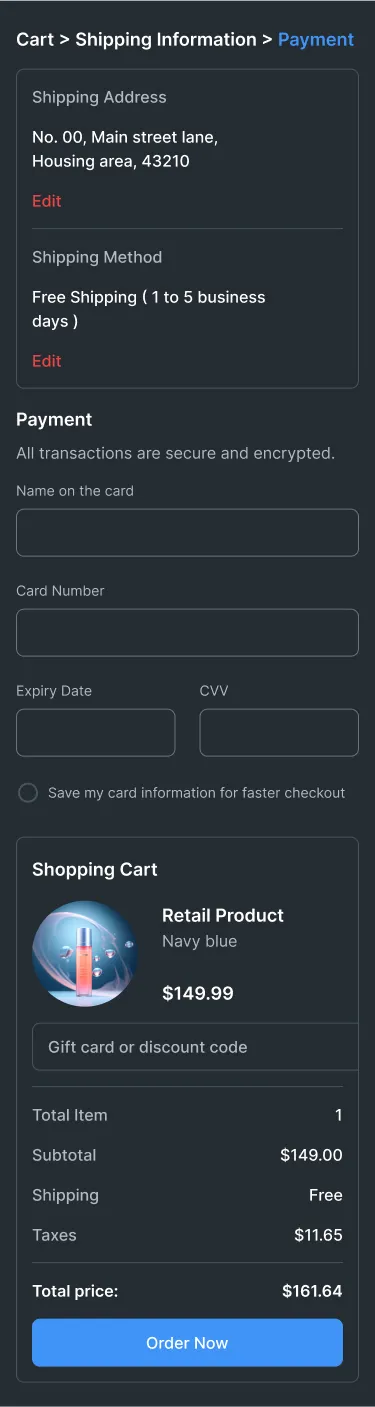 Cart > Shipping Information > Payment
Shipping Address
No. 00, Main street lane,
Housing area, 43210
Edit
Shipping Method
Free Shipping ( 1 to 5 business
days )
Edit
Payment
All transactions are secure and encrypted.
Name on the card
Card Number
Expiry Date CVV
Save my card information for faster checkout
Shopping Cart
Retail Product
Navy blue
$149.99
Gift card or discount code
Total Item 1
Subtotal $149.00
Shipping Free
Taxes $11.65
Total price: $161.64
Order Now